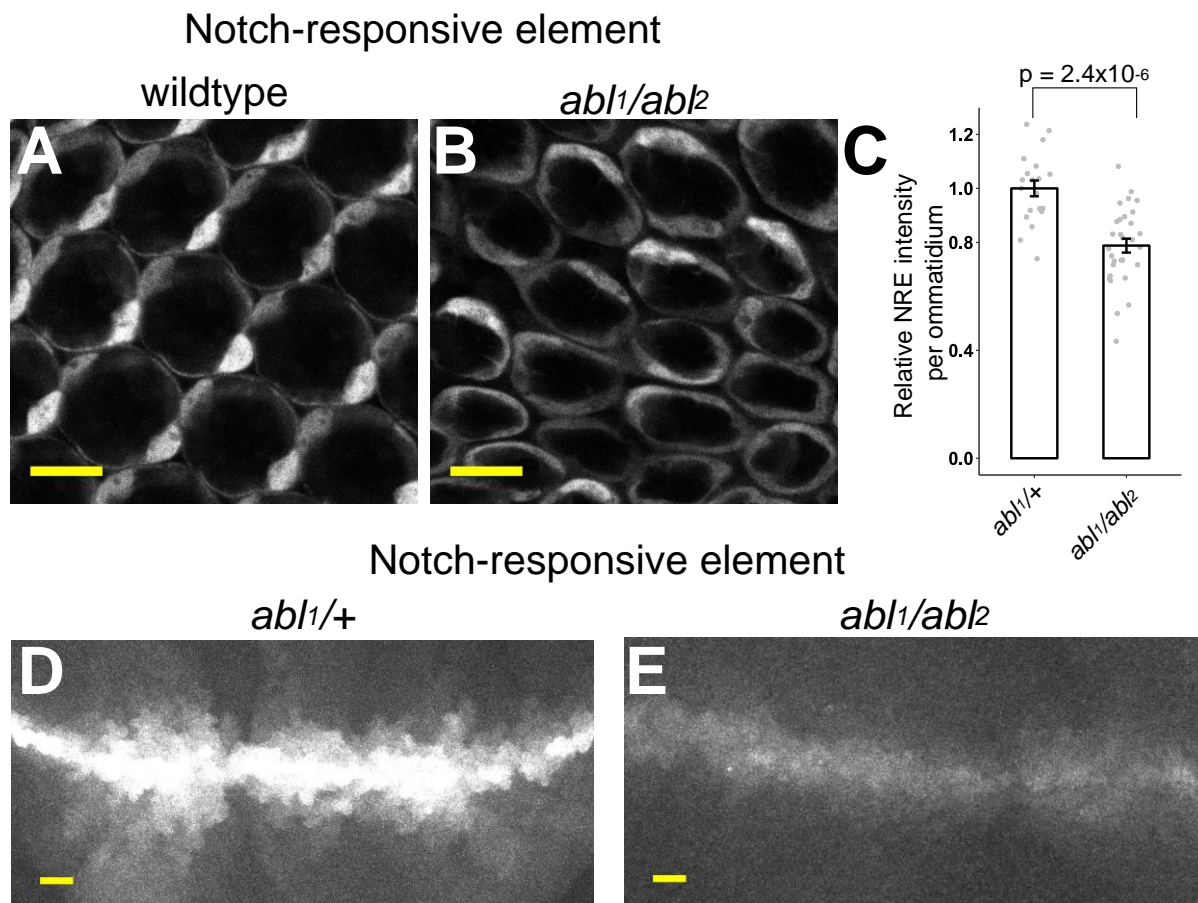 Notch-responsive element
wildtype
abl1/abl2
A
B
C
p = 2.4x10-6
Relative NRE intensity
per ommatidium
1.2
1.0
0.8
0.4
0.0
abl1/+
abl1/abl2
Notch-responsive element
abl1/+
abl1/abl2
D
E